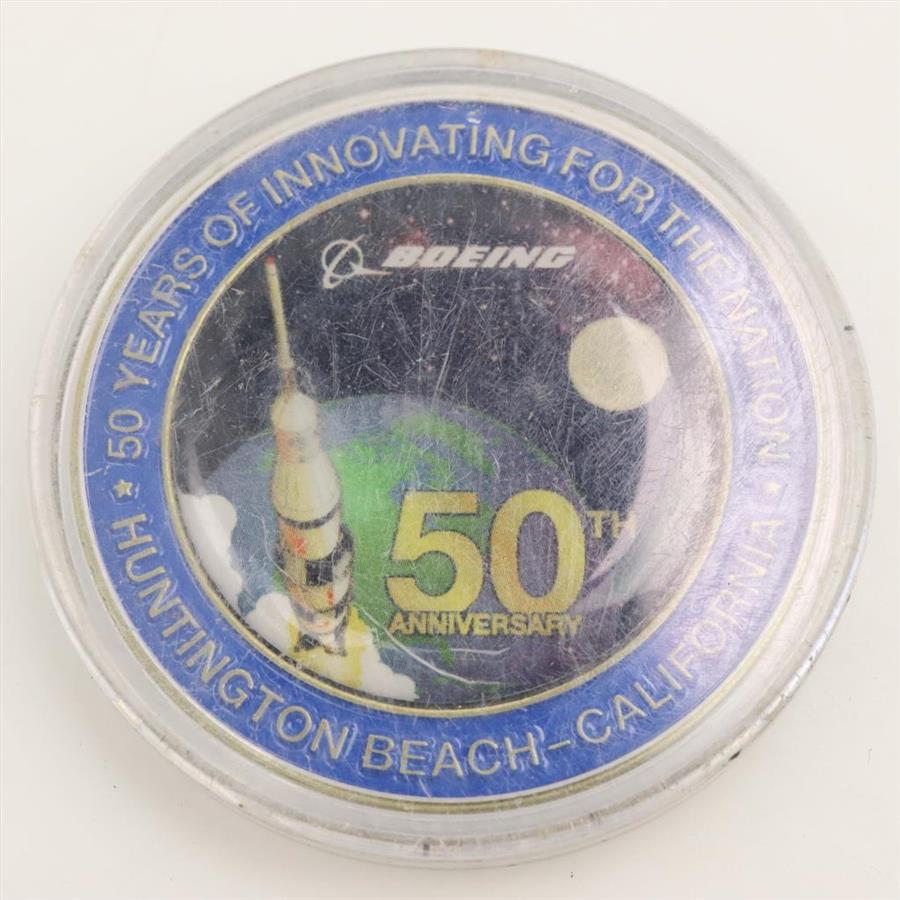 50 YEARS OF INNOVATING FOR THE NATION
BOEING
50TH
ANNIVERSARY
★ HUNTINGTON BEACH – CALIFORNIA ★